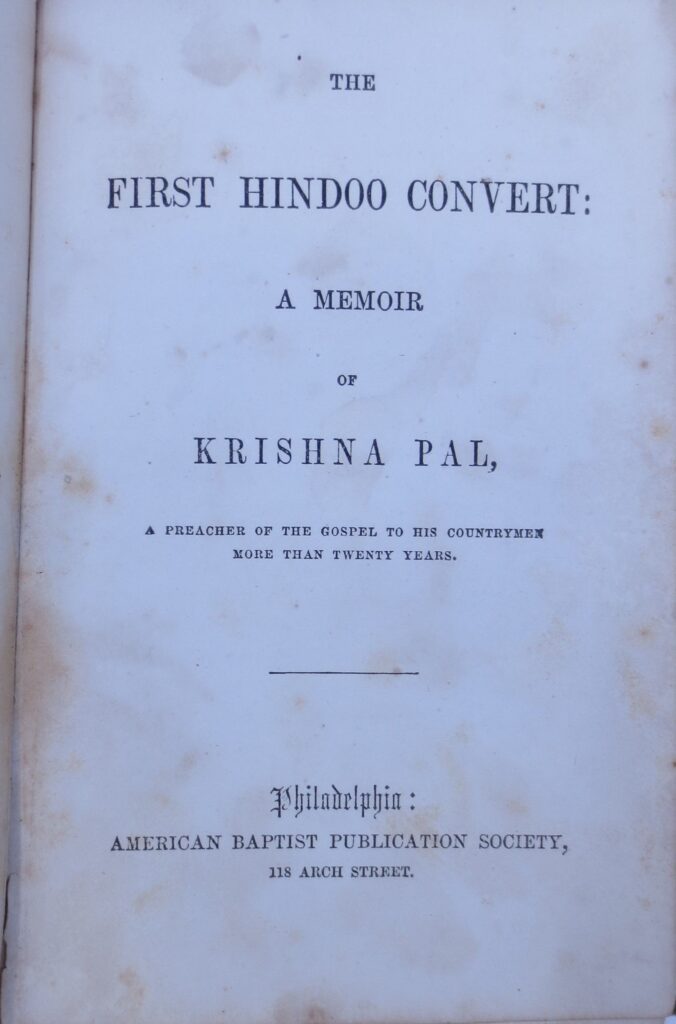 THE
FIRST HINDOO CONVERT:
A MEMOIR
OF
KRISHNA PAL,
A PREACHER OF THE GOSPEL TO HIS COUNTRYMEN
MORE THAN TWENTY YEARS.
Philadelphia:
AMERICAN BAPTIST PUBLICATION SOCIETY,
118 ARCH STREET.